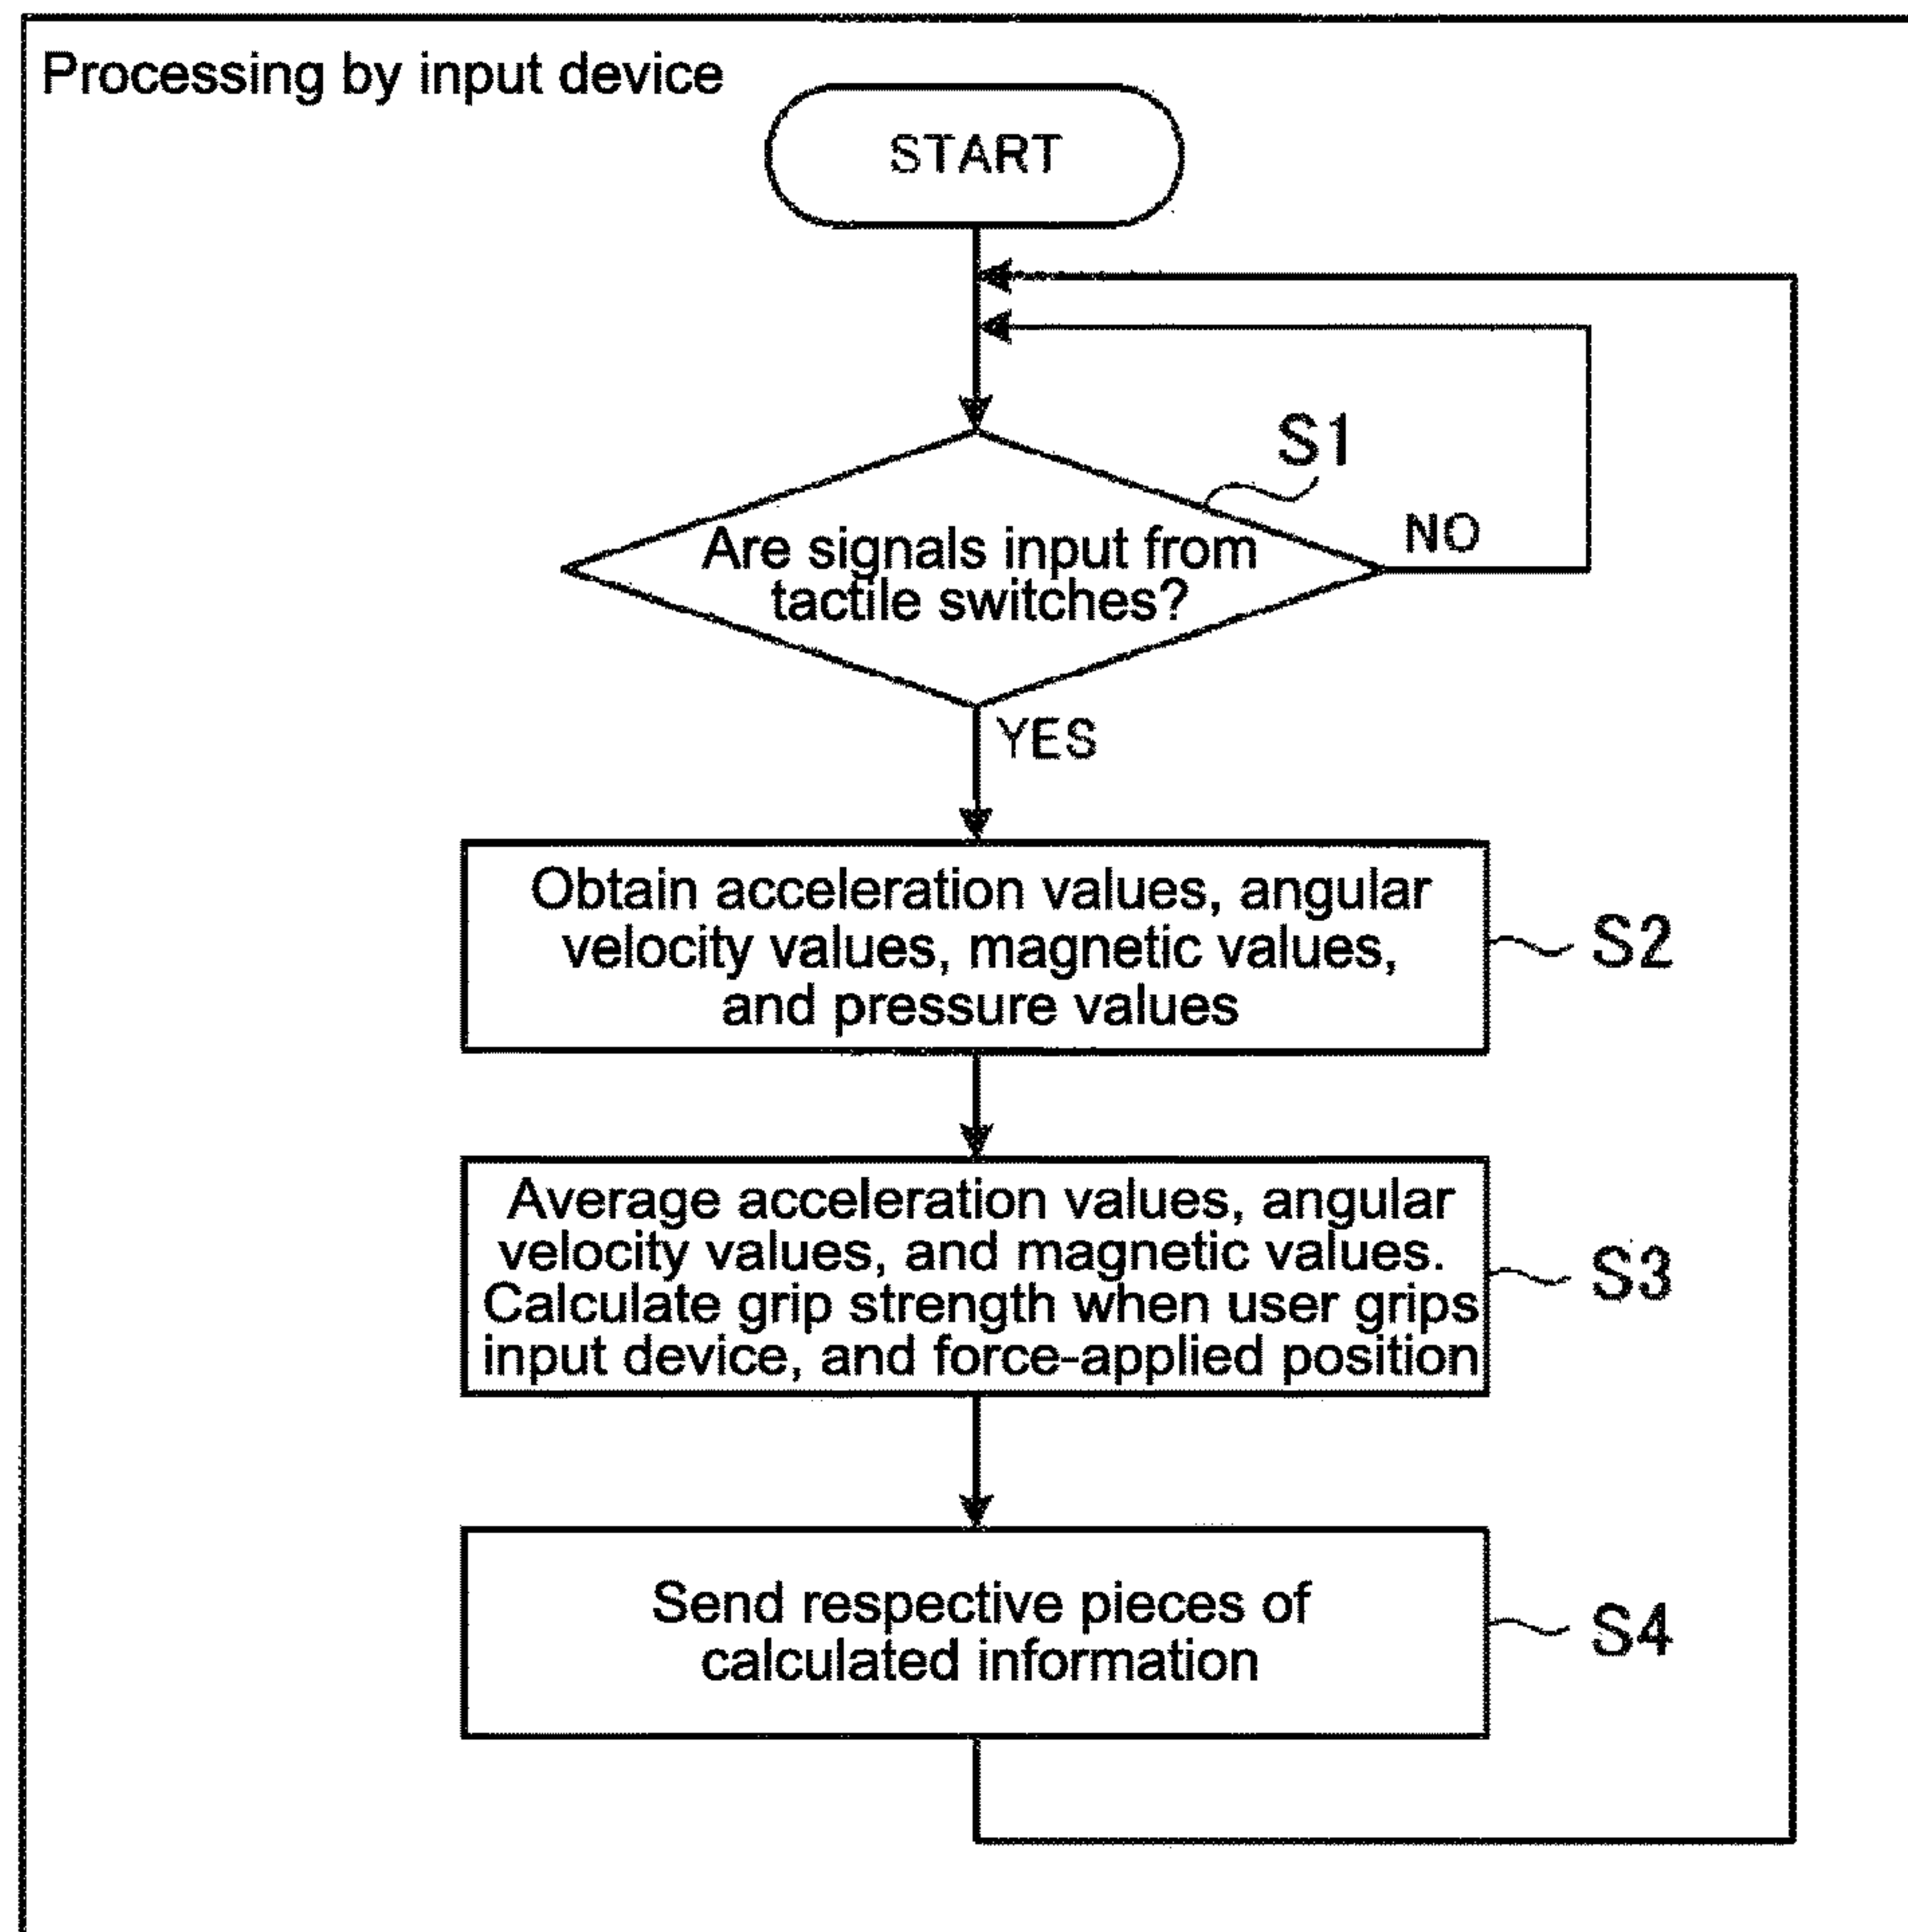 Processing by input device
START
S1
NO
Are signals input from
tactile switches?
YES
Obtain acceleration values, angular
velocity values, magnetic values,
and pressure values
S2
Average acceleration values, angular
velocity values, and magnetic values.
Calculate grip strength when user grips
input device, and force-applied position
S3
Send respective pieces of
calculated information
S4